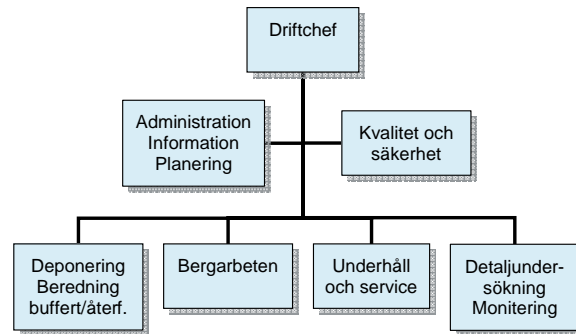 Driftchef
Administration
Information
Planering
Kvalitet och
säkerhet
Deponering
Beredning
buffert/återf.
Bergarbeten
Underhåll
och service
Detaljunder-
sökning
Monitering